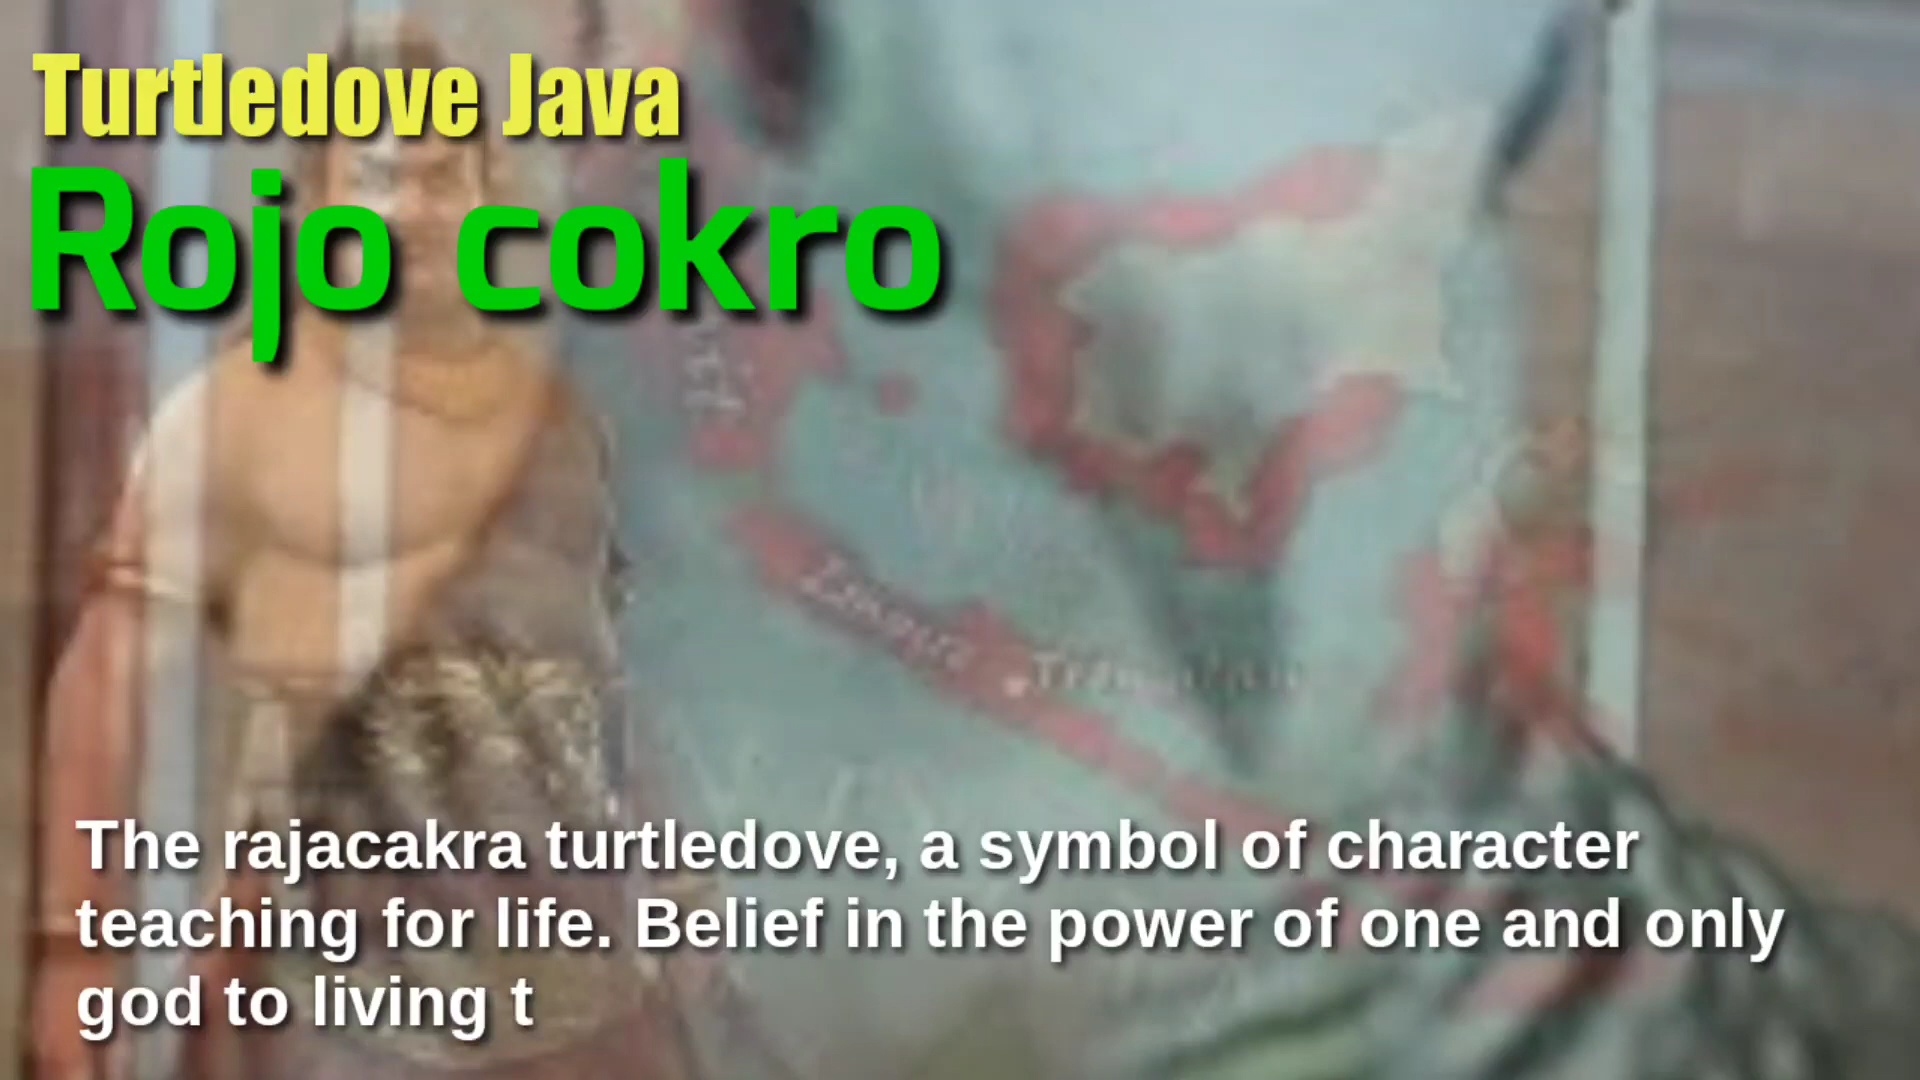 Turtledove Java
Rojo cokro
The rajacakra turtledove, a symbol of character
teaching for life. Belief in the power of one and only
god to living t